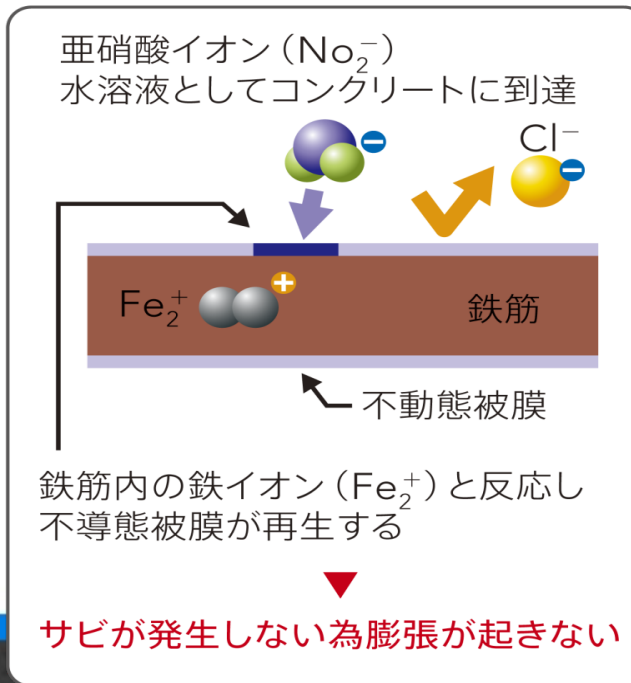 亜硝酸イオン（No₂⁻）
水溶液としてコンクリートに到達
Cl⁻
Fe₂⁺
鉄筋
不動態被膜
鉄筋内の鉄イオン（Fe₂⁺）と反応し
不導態被膜が再生する
サビが発生しない為膨張が起きない